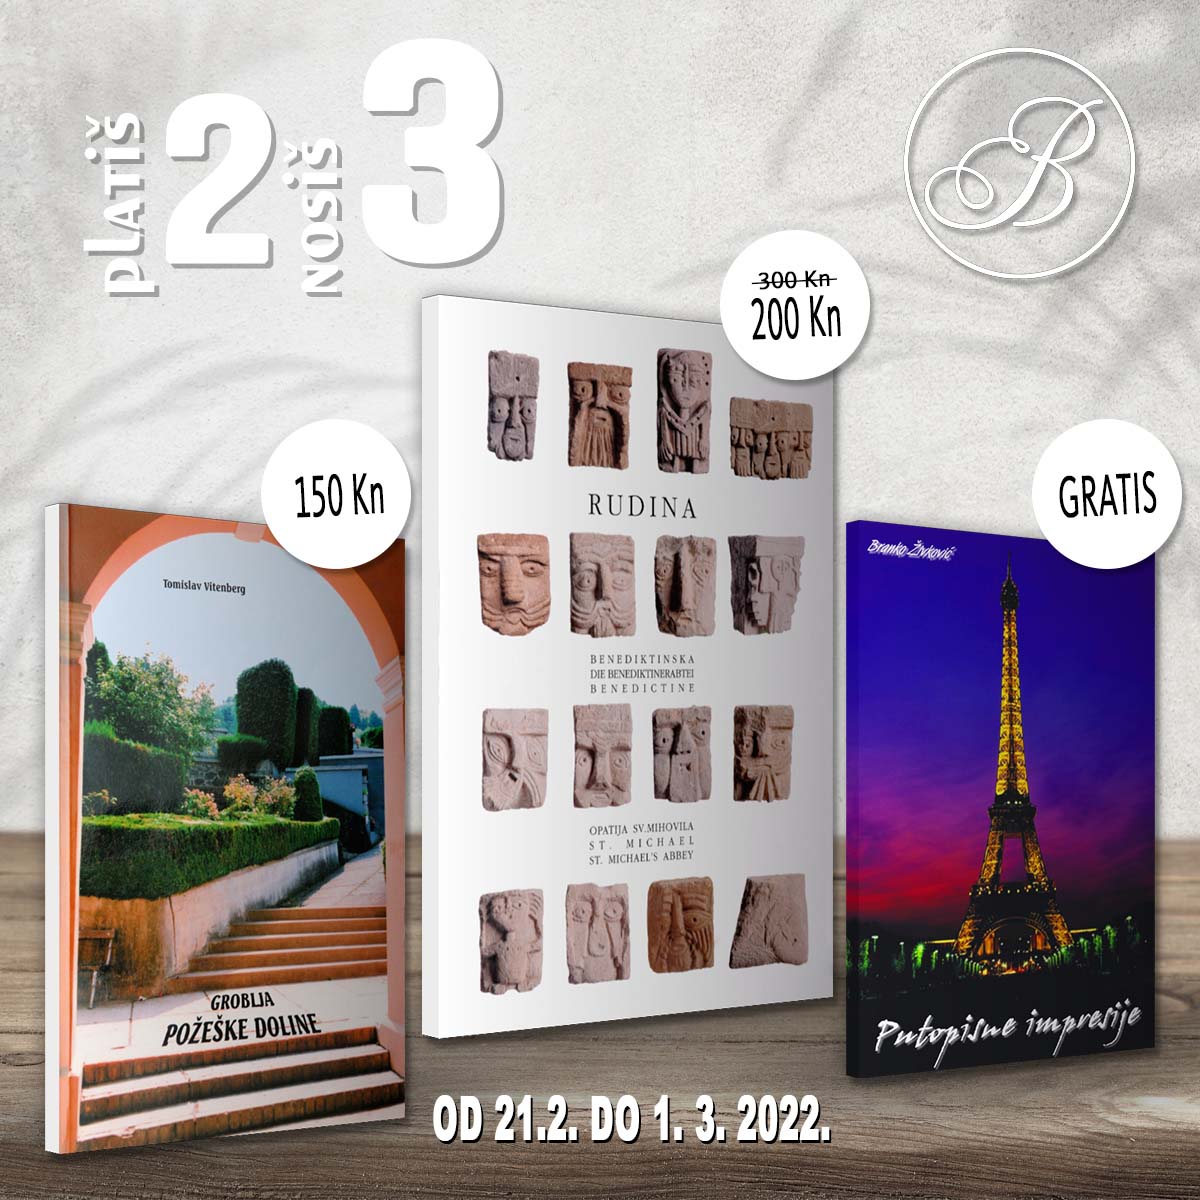 platiš 2 nosiš 3
B
300 Kn
200 Kn
150 Kn
GRATIS
Tomislav Vitenberg
GROBLJA
POŽEŠKE DOLINE
RUDINA
BENEDIKTINSKA
DIE BENEDIKTINERABTEI
BENEDICTINE
OPATIJA SV.MIHOVILA
ST. MICHAEL
ST. MICHAEL'S ABBEY
Branko Živković
Putopisne impresije
OD 21.2. DO 1. 3. 2022.